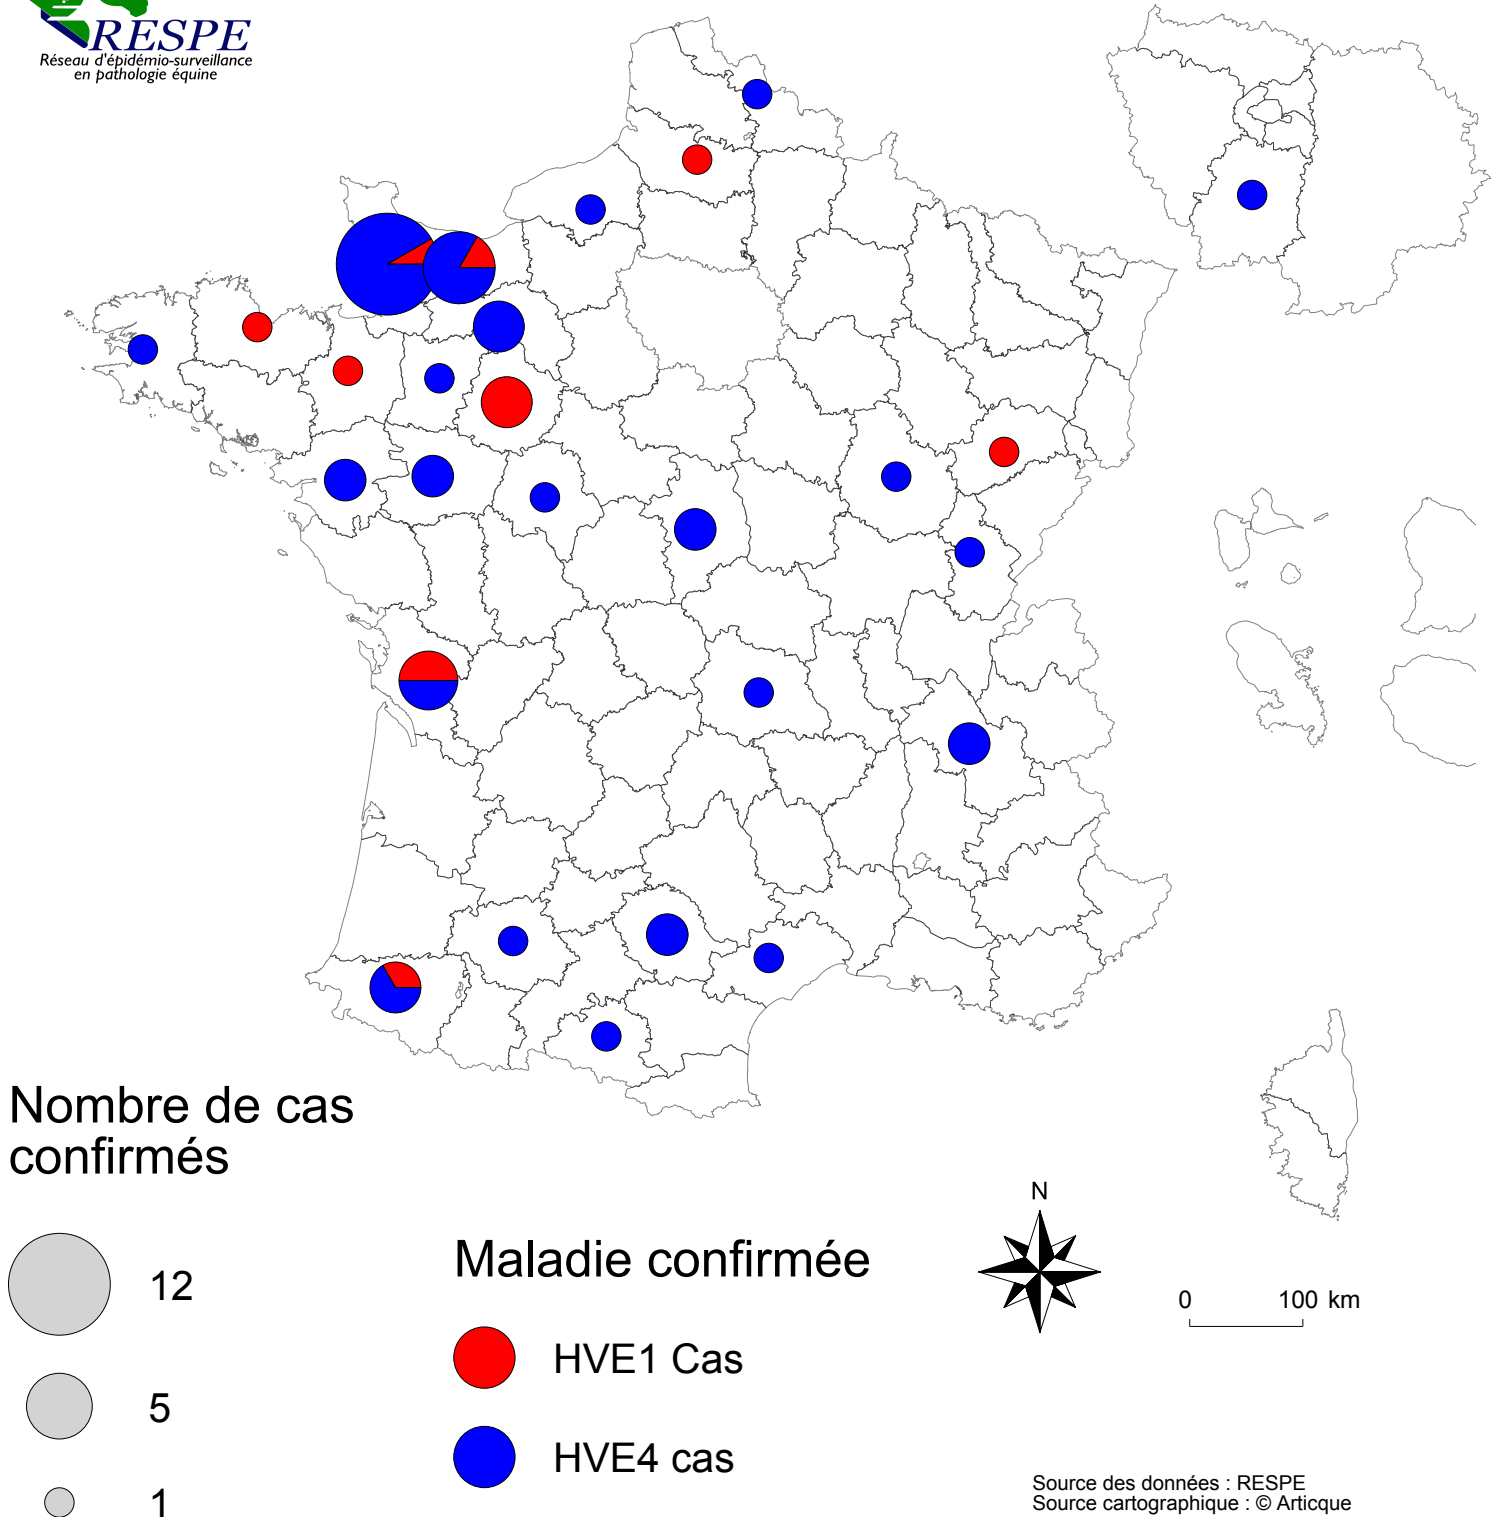 RESPE
Réseau d'épidémio-surveillance
en pathologie équine
Nombre de cas
confirmés
12
5
1
Maladie confirmée
HVE1 Cas
HVE4 cas
N
0 100 km
Source des données : RESPE
Source cartographique : © Articque